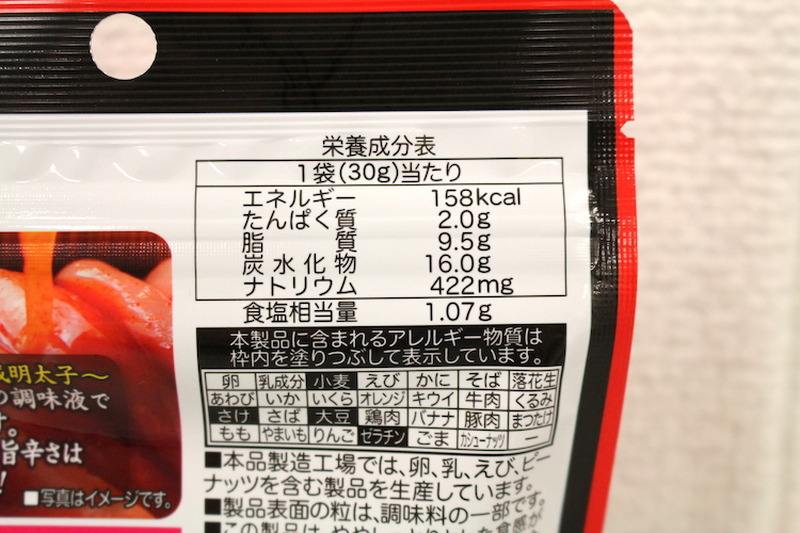 栄養成分表
1袋(30g)当たり
エネルギー 158kcal
たんぱく質 2.0g
脂質 9.5g
炭水化物 16.0g
ナトリウム 422mg
食塩相当量 1.07g
本製品に含まれるアレルギー物質は
枠内を塗りつぶして表示しています。
卵 乳成分 小麦 えび かに そば 落花生
あわび いか いくら オレンジ キウイ 牛肉 くるみ
さけ さば 大豆 鶏肉 バナナ 豚肉 まつたけ
もも やまいも りんご ゼラチン ごま カシューナッツ ー
■本品製造工場では、卵、乳、えび、ピー
ナッツを含む製品を生産しています。
■製品表面の粒は、調味料の一部です。
明太子～
の調味液で
す。
旨辛さは
!
■写真はイメージです。